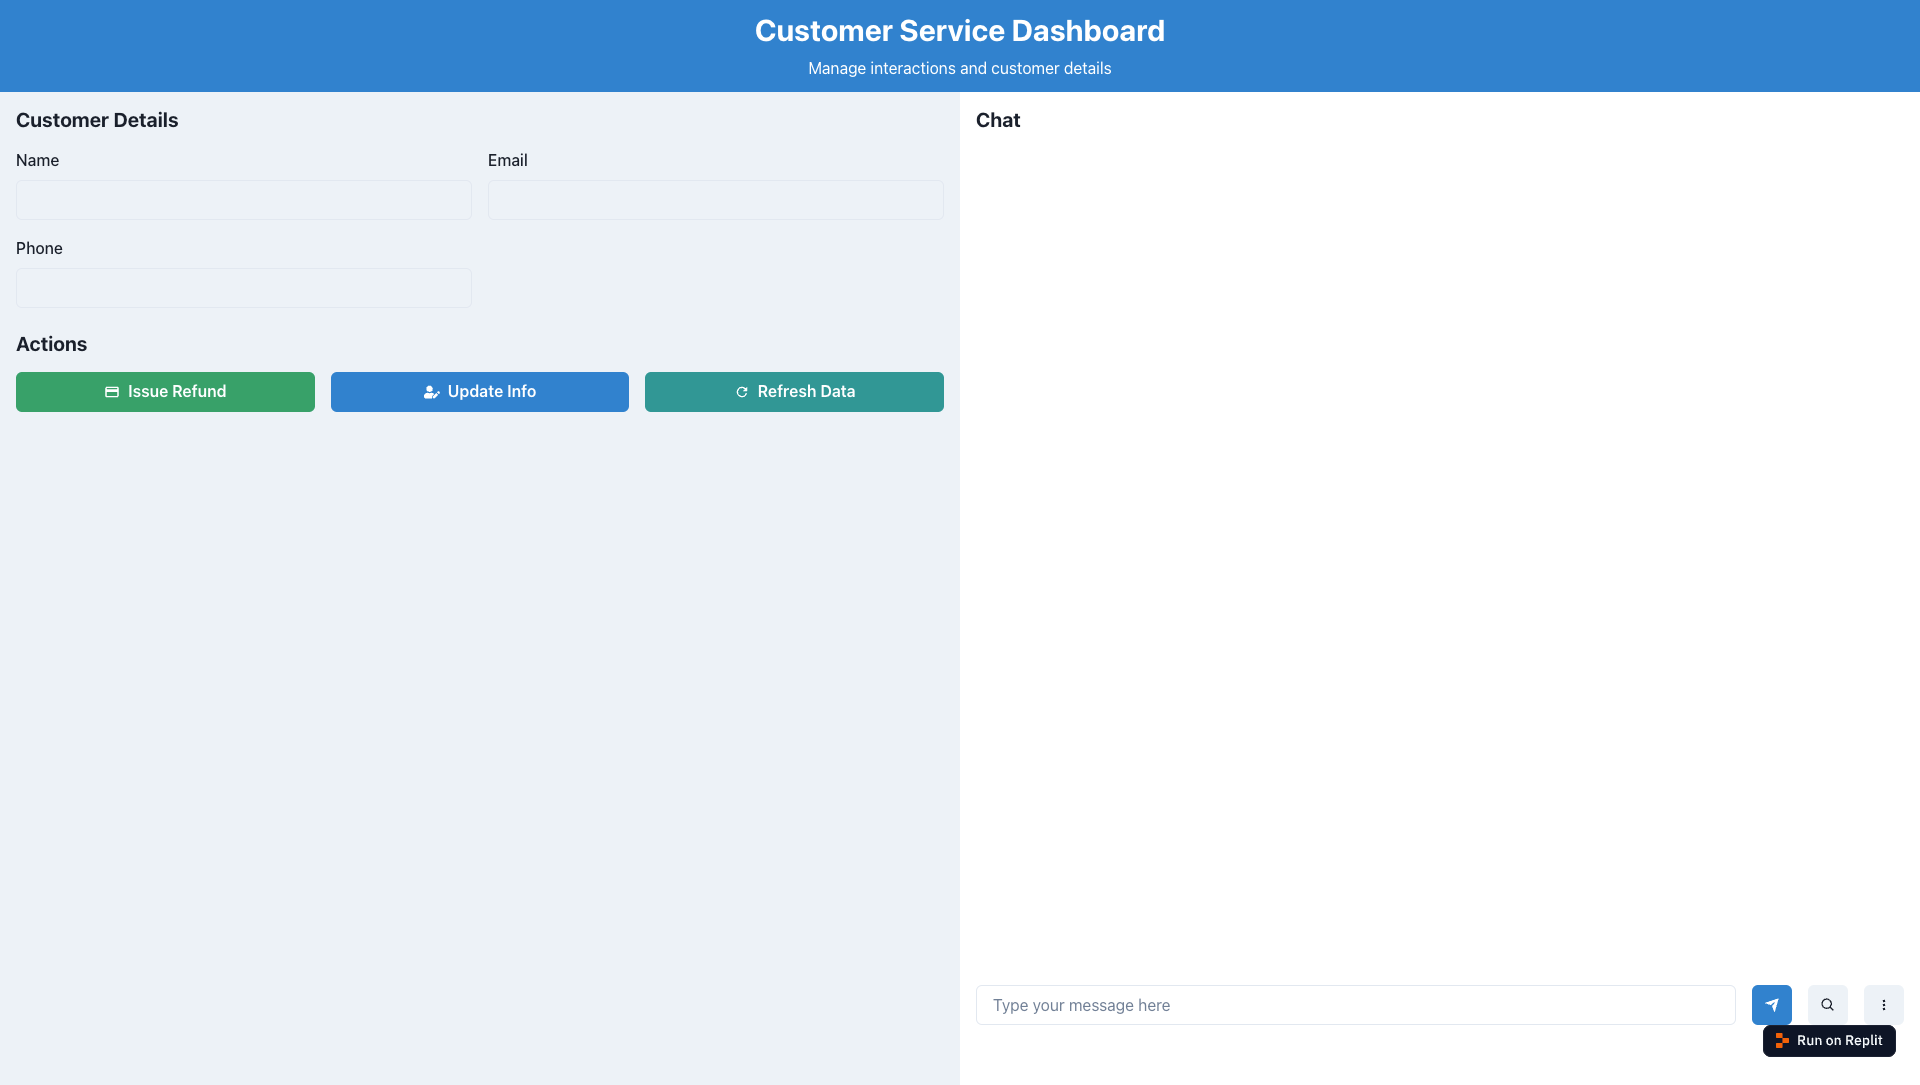 Customer Service Dashboard
Manage interactions and customer details
Customer Details
Name
Email
Phone
Actions
Issue Refund
Update Info
Refresh Data
Chat
Type your message here
Run on Replit